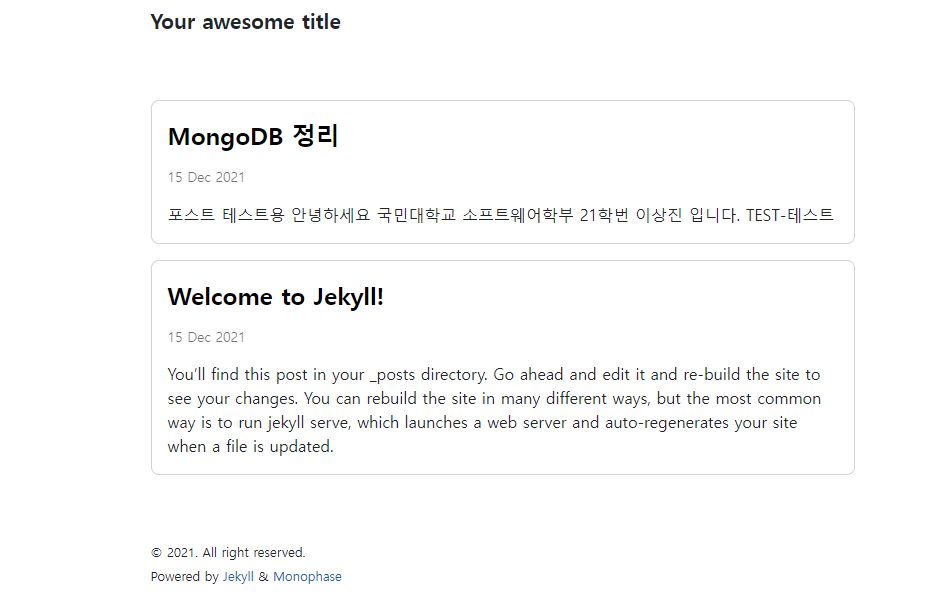 Your awesome title
MongoDB 정리
15 Dec 2021
포스트 테스트용 안녕하세요 국민대학교 소프트웨어학부 21학번 이상진 입니다. TEST-테스트
Welcome to Jekyll!
15 Dec 2021
You’ll find this post in your _posts directory. Go ahead and edit it and re-build the site to
see your changes. You can rebuild the site in many different ways, but the most common
way is to run jekyll serve, which launches a web server and auto-regenerates your site
when a file is updated.
© 2021. All right reserved.
Powered by Jekyll & Monophase